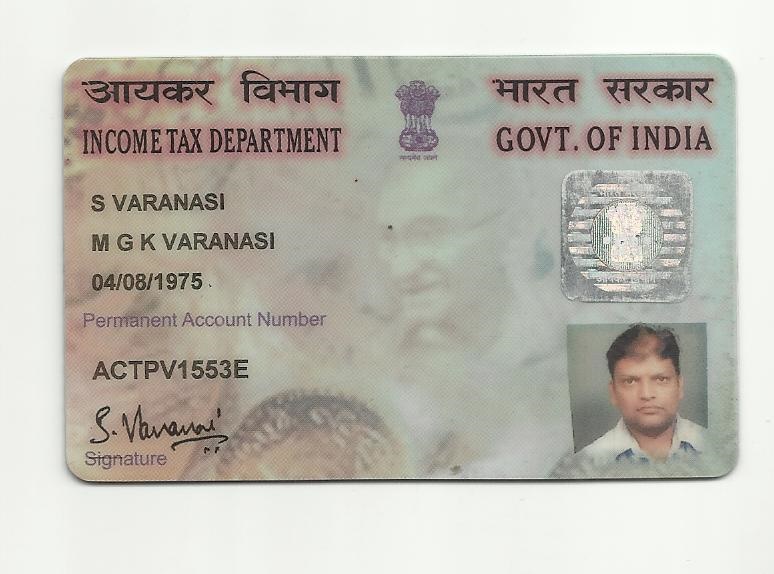 आयकर विभाग
भारत सरकार
INCOME TAX DEPARTMENT
GOVT. OF INDIA
सत्यमेव जयते
S VARANASI
M G K VARANASI
04/08/1975
Permanent Account Number
ACTPV1553E
S. Varanasi
Signature